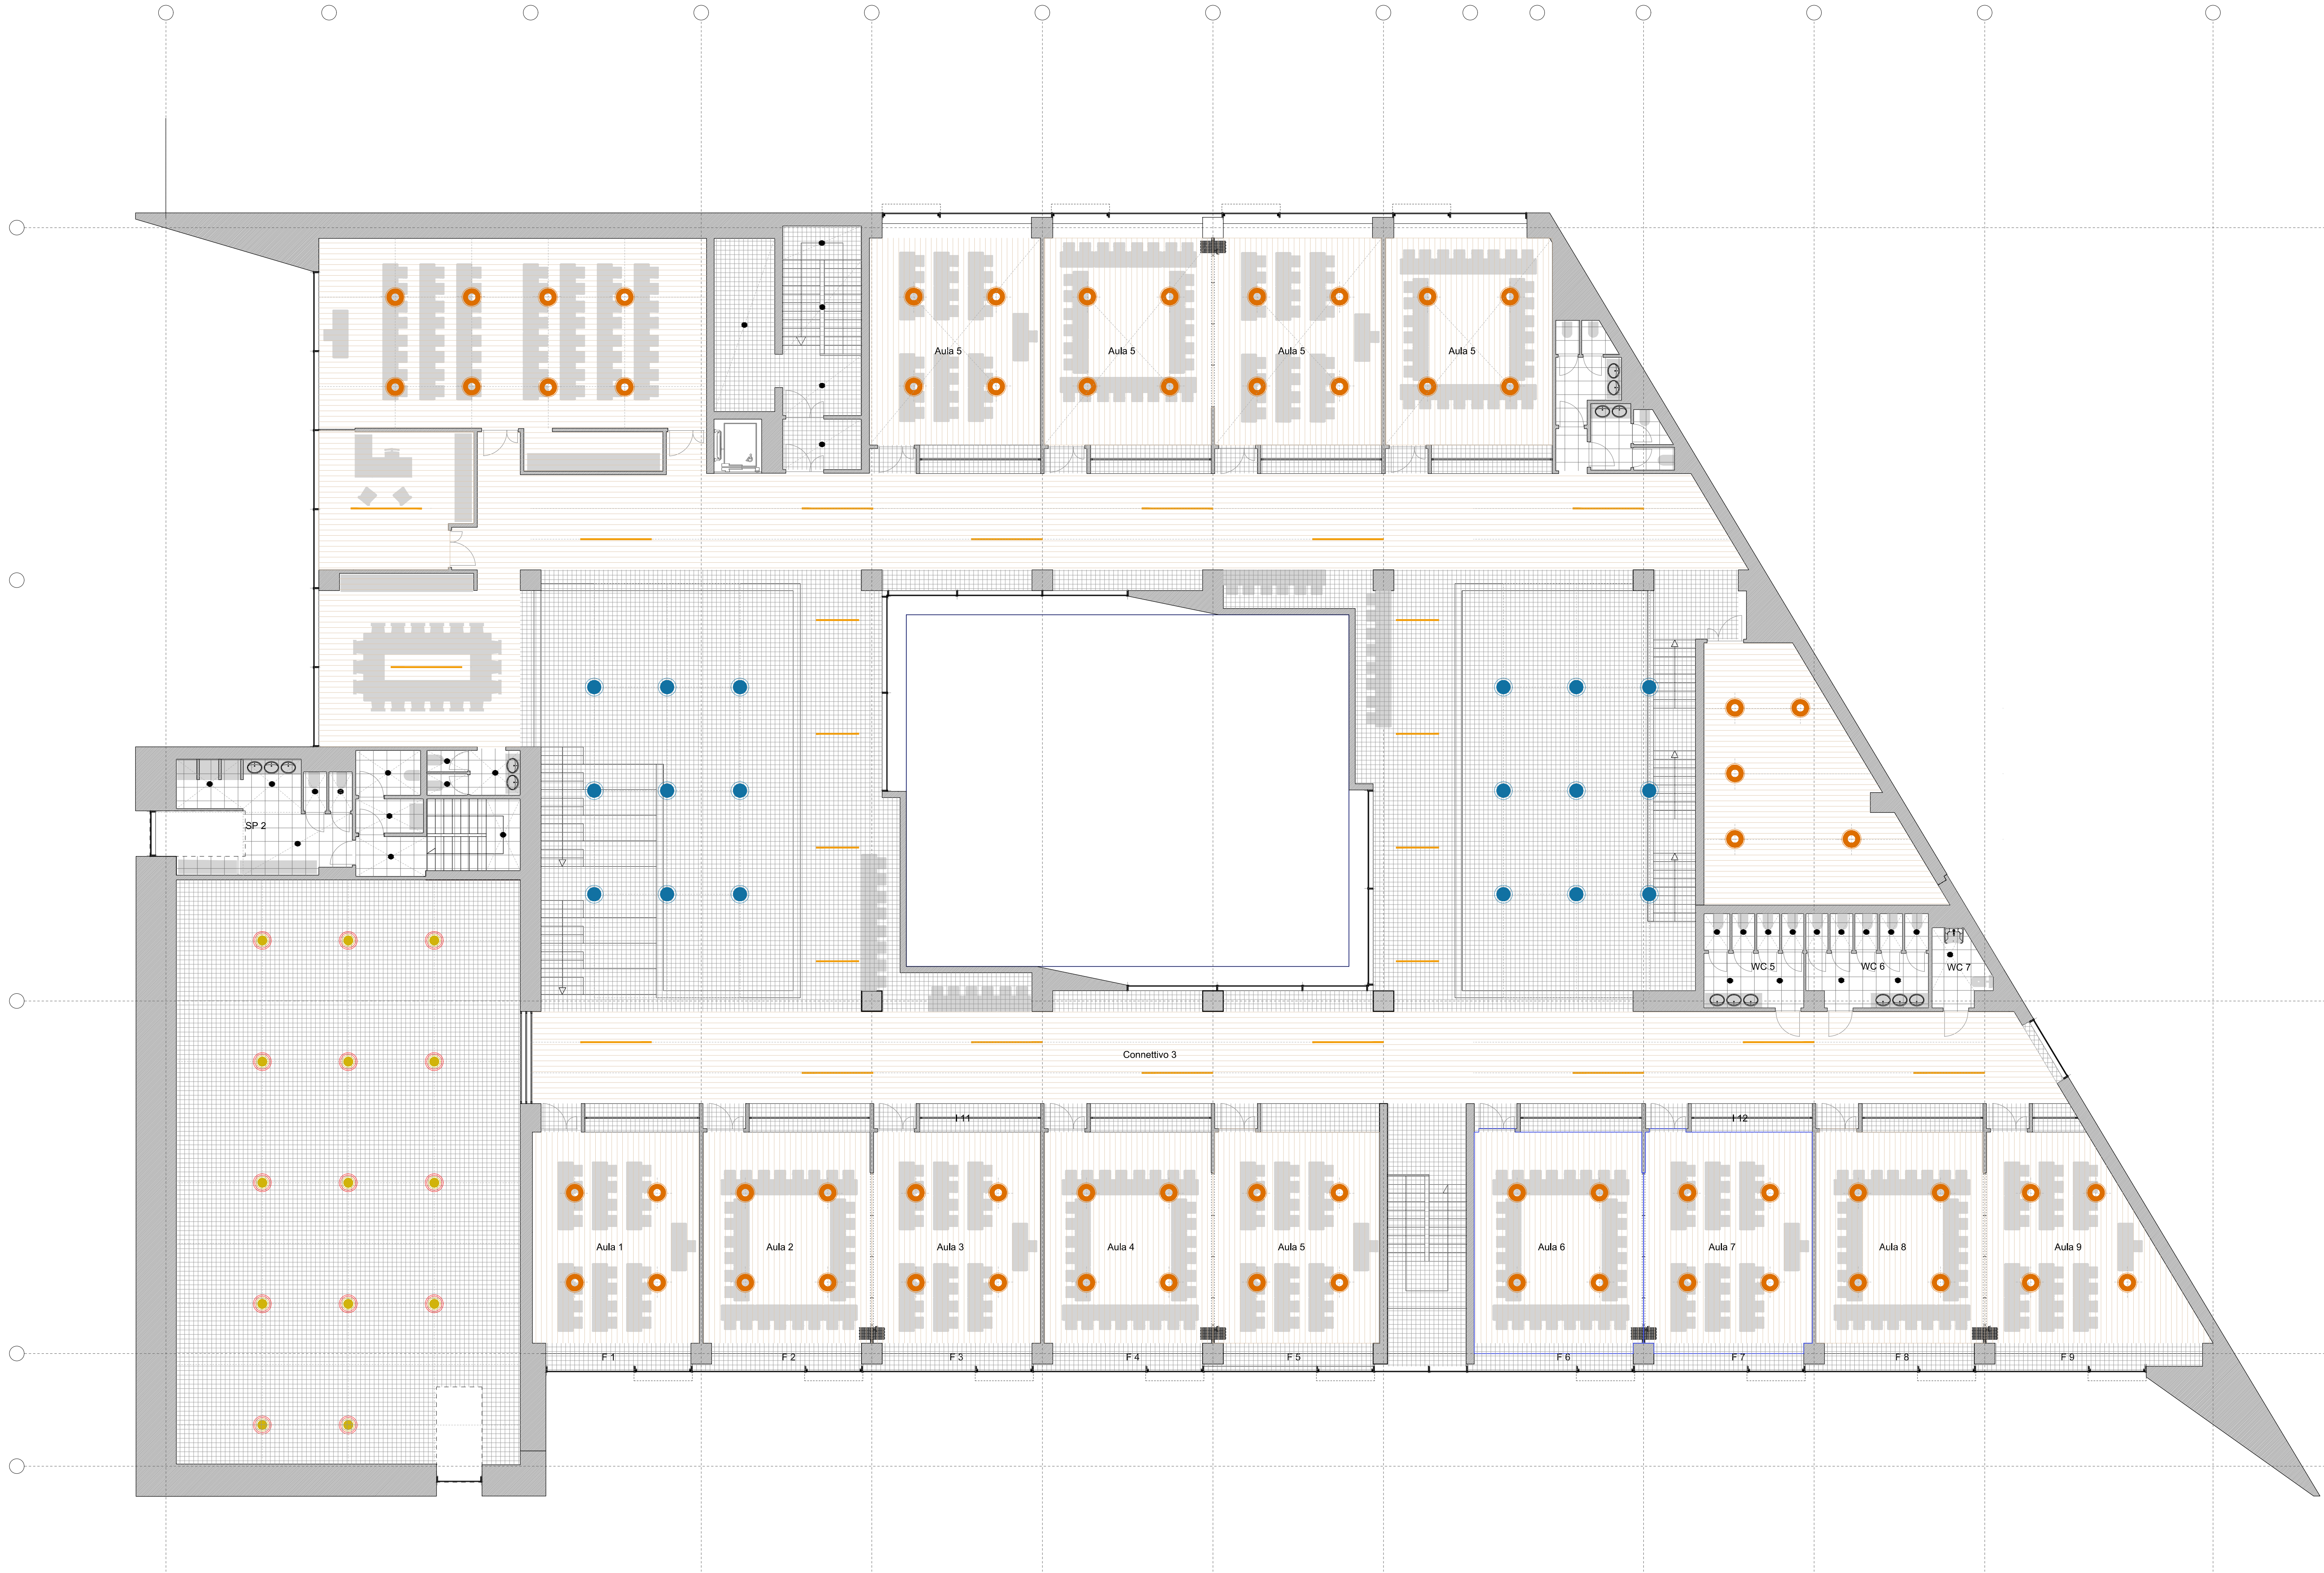 Aula 5
Aula 5
Aula 5
Aula 5
SP 2
WC 5
WC 6
WC 7
Connettivo 3
I 11
I 12
Aula 1
Aula 2
Aula 3
Aula 4
Aula 5
Aula 6
Aula 7
Aula 8
Aula 9
F 1
F 2
F 3
F 4
F 5
F 6
F 7
F 8
F 9